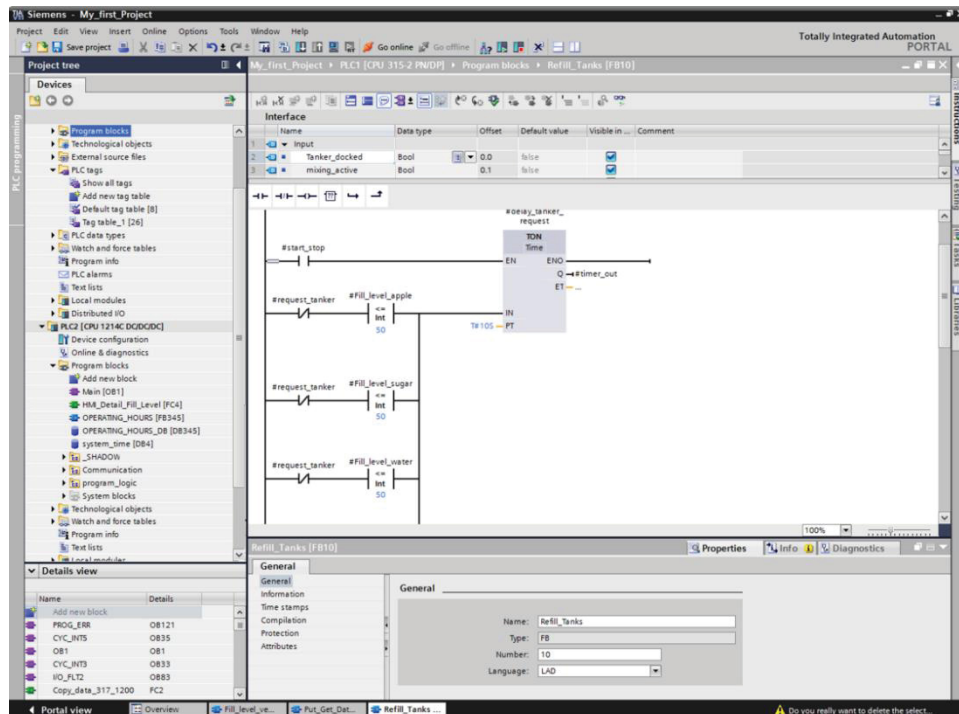 Siemens - My_first_Project
Project Edit View Insert Online Options Tools Window Help
Totally Integrated Automation
PORTAL
Save project
Go online
Go offline
Project tree
My_first_Project ▸ PLC1 [CPU 315-2 PN/DP] ▸ Program blocks ▸ Refill_Tanks [FB10]
Devices
PLC programming
Program blocks
Technological objects
External source files
PLC tags
Show all tags
Add new tag table
Default tag table [8]
Tag table_1 [26]
PLC data types
Watch and force tables
Program info
PLC alarms
Text lists
Local modules
Distributed I/O
PLC2 [CPU 1214C DC/DC/DC]
Device configuration
Online & diagnostics
Program blocks
Add new block
Main [OB1]
HMI_Detail_Fill_Level [FC4]
OPERATING_HOURS [FB345]
OPERATING_HOURS_DB [DB345]
system_time [DB4]
_SHADOW
Communication
program_logic
System blocks
Technological objects
Watch and force tables
Program info
Text lists
Local modules
Details view
Name Details
Add new block
PROG_ERR OB121
CYC_INT5 OB35
OB1 OB1
CYC_INT3 OB33
I/O_FLT2 OB83
Copy_data_317_1200 FC2
Interface
Name Data type Offset Default value Visible in ... Comment
1 Input
2 Tanker_docked Bool 0.0 false
3 mixing_active Bool 0.1 false
#delay_tanker_
request
TON
Time
#start_stop
EN ENO
Q #timer_out
ET ...
#request_tanker #Fill_level_apple
<=
Int
50
IN
T#10S PT
#request_tanker #Fill_level_sugar
<=
Int
50
#request_tanker #Fill_level_water
<=
Int
50
100%
Refill_Tanks [FB10]
Properties Info Diagnostics
General
General
Information
Time stamps
Compilation
Protection
Attributes
General
Name: Refill_Tanks
Type: FB
Number: 10
Language: LAD
Instructions
Testing
Tasks
Libraries
Portal view Overview Fill_level_ve... Put_Get_Dat... Refill_Tanks ...
Do you really want to delete the select...